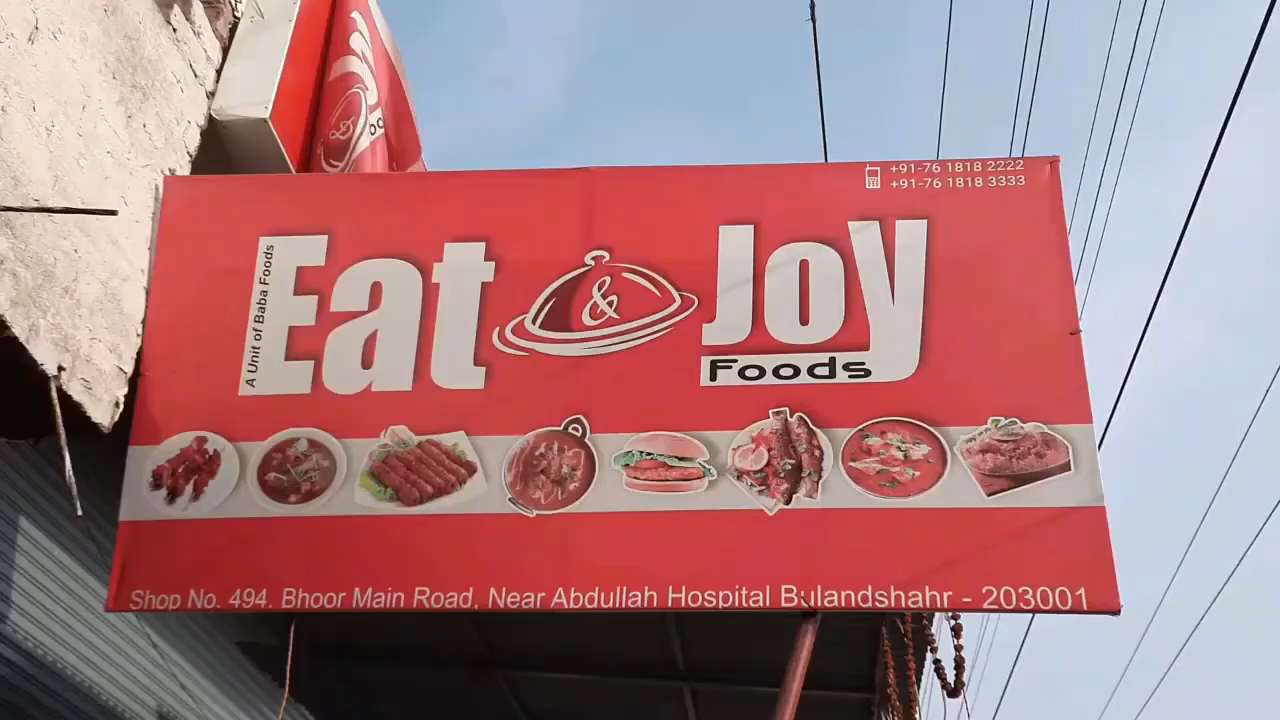 +91-76 1818 2222
+91-76 1818 3333
A Unit of Baba Foods
Eat & Joy
Foods
Shop No. 494. Bhoor Main Road, Near Abdullah Hospital Bulandshahr - 203001